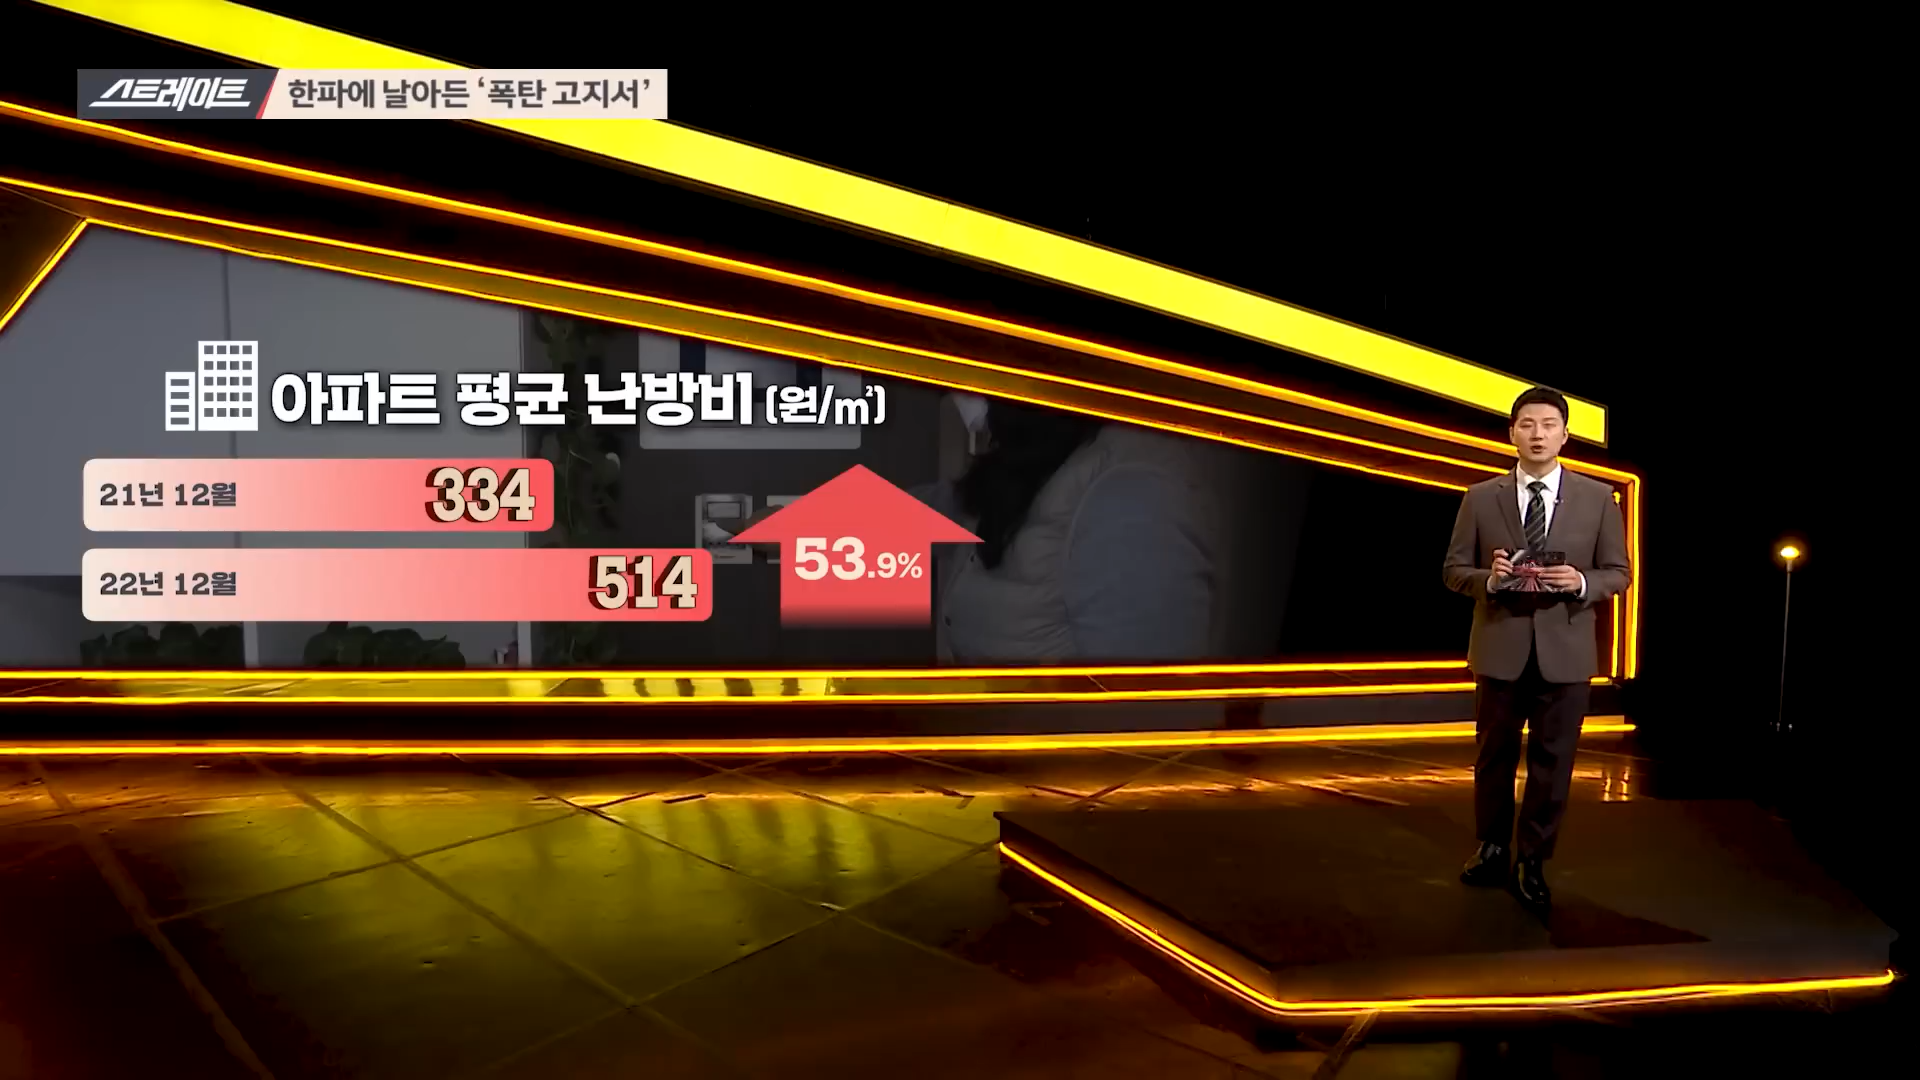 스트레이트
한파에 날아든 ‘폭탄 고지서’
아파트 평균 난방비 (원/㎡)
21년 12월 334
22년 12월 514
53.9%